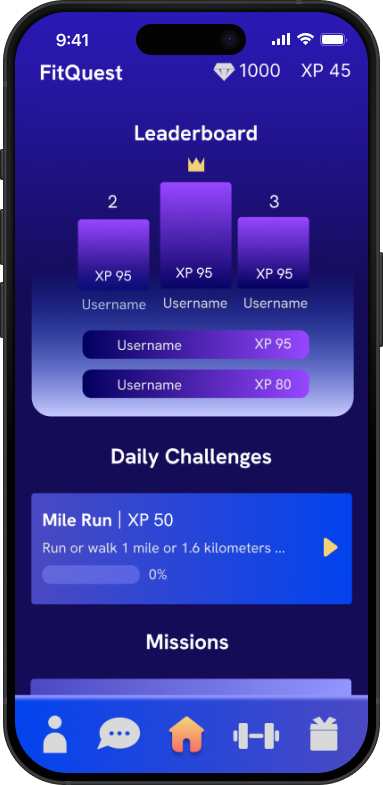 9:41
FitQuest 1000 XP 45
Leaderboard
2 3
XP 95 XP 95 XP 95
Username Username Username
Username XP 95
Username XP 80
Daily Challenges
Mile Run | XP 50
Run or walk 1 mile or 1.6 kilometers ...
0%
Missions